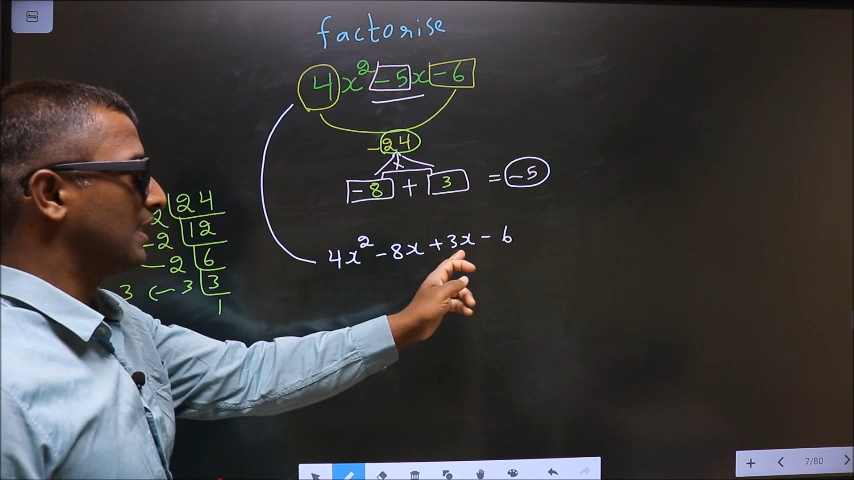 factorise
4x² - 5x - 6
- 24
x
- 8 + 3 = - 5
4x² - 8x + 3x - 6
2 24
- 2 12
- 2 6
3 ← 3 3
1
7/80